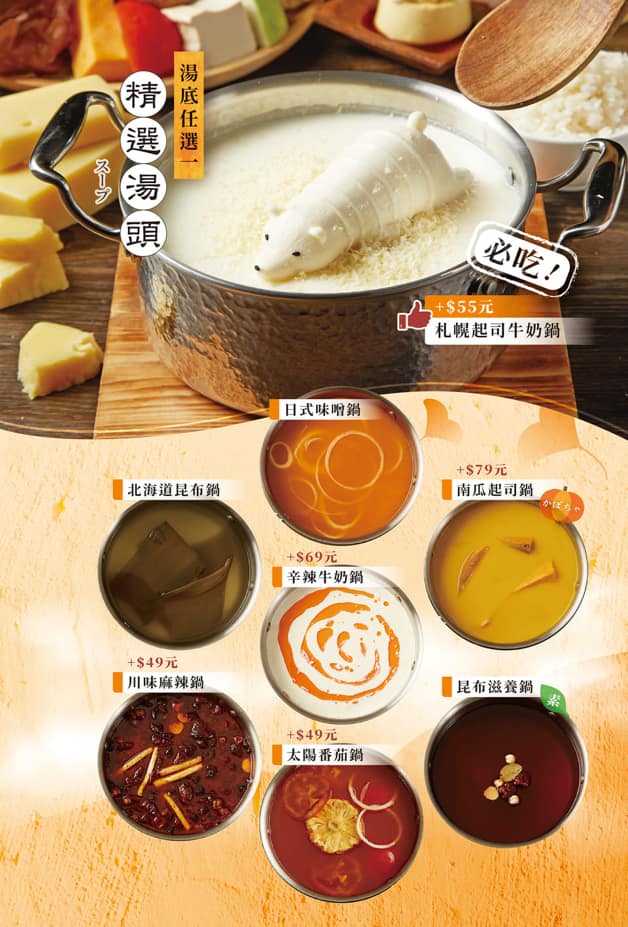 湯底任選一
精選湯頭
スープ
必吃!
+$55元
札幌起司牛奶鍋
日式味噌鍋
北海道昆布鍋
+$79元
南瓜起司鍋
かぼちゃ
+$69元
辛辣牛奶鍋
+$49元
川味麻辣鍋
昆布滋養鍋
素
+$49元
太陽番茄鍋